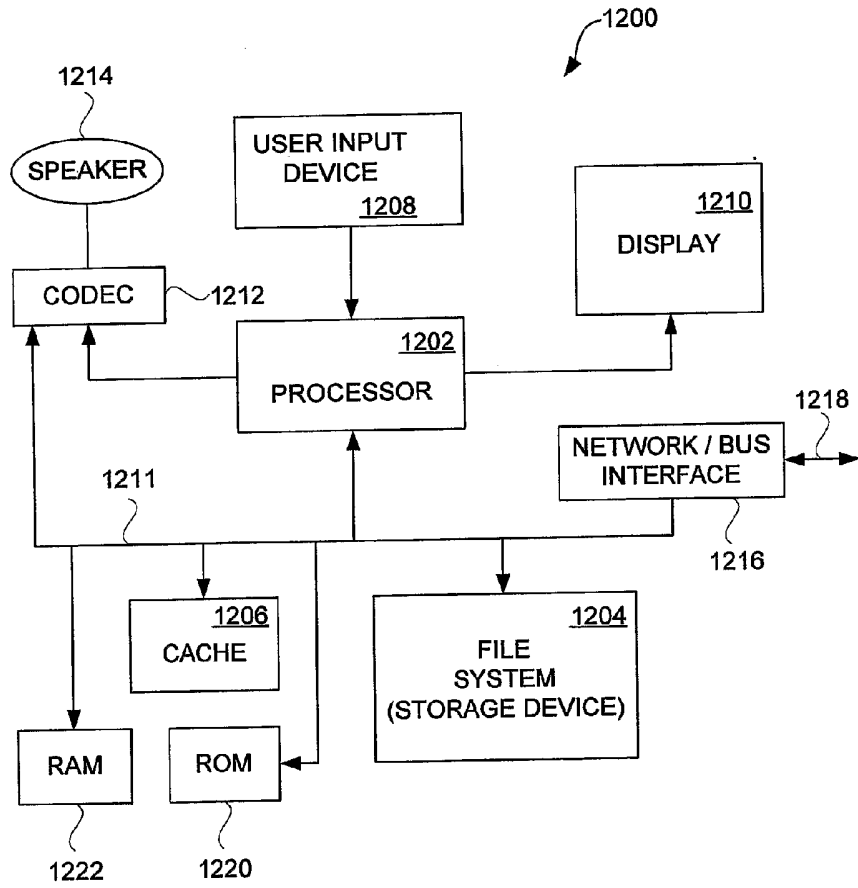 1200
1214
SPEAKER
USER INPUT
DEVICE
1208
1210
DISPLAY
CODEC
1212
1202
PROCESSOR
1218
NETWORK / BUS
INTERFACE
1216
1211
1206
CACHE
1204
FILE
SYSTEM
(STORAGE DEVICE)
RAM
ROM
1222
1220